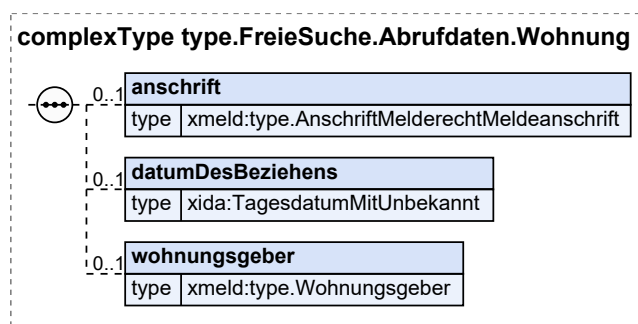 complexType type.FreieSuche.Abrufdaten.Wohnung
0..1 anschrift
type xmeld:type.AnschriftMelderechtMeldeanschrift
0..1 datumDesBeziehens
type xida:TagesdatumMitUnbekannt
0..1 wohnungsgeber
type xmeld:type.Wohnungsgeber